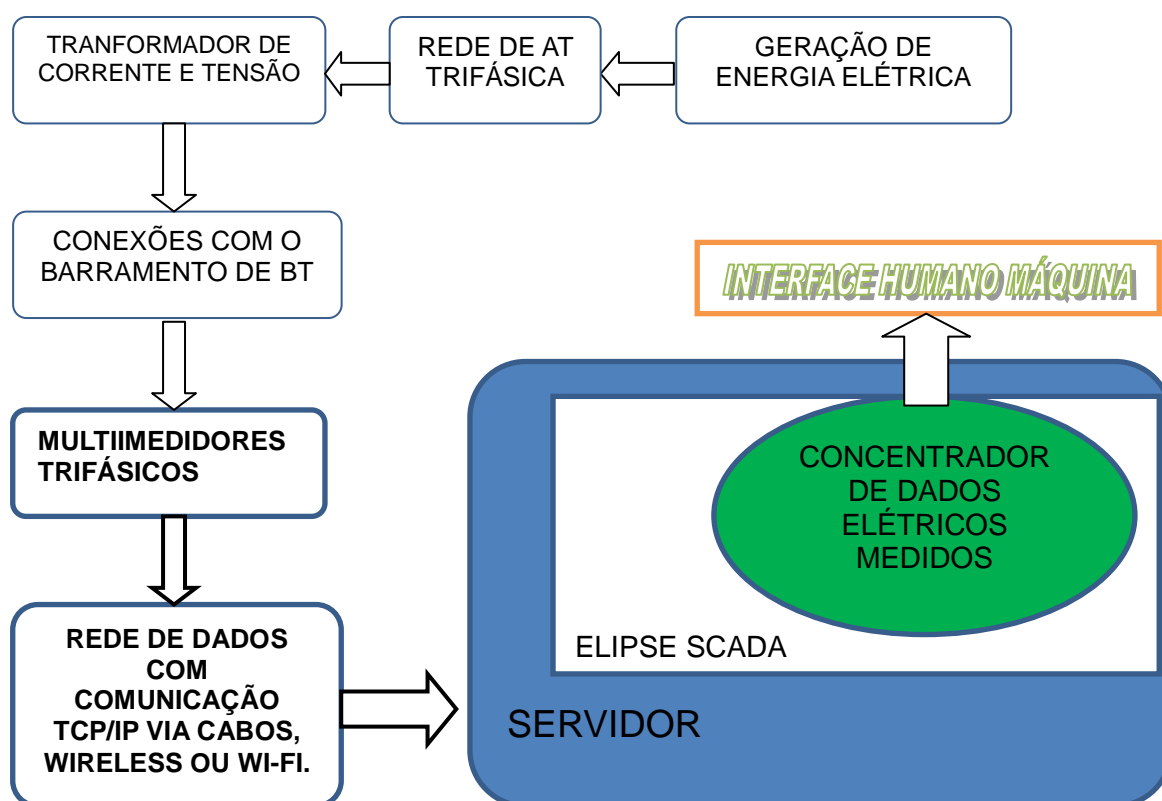 TRANFORMADOR DE
CORRENTE E TENSÃO
REDE DE AT
TRIFÁSICA
GERAÇÃO DE
ENERGIA ELÉTRICA
CONEXÕES COM O
BARRAMENTO DE BT
INTERFACE HUMANO MÁQUINA
MULTIIMEDIDORES
TRIFÁSICOS
CONCENTRADOR
DE DADOS
ELÉTRICOS
MEDIDOS
REDE DE DADOS
COM
COMUNICAÇÃO
TCP/IP VIA CABOS,
WIRELESS OU WI-FI.
ELIPSE SCADA
SERVIDOR